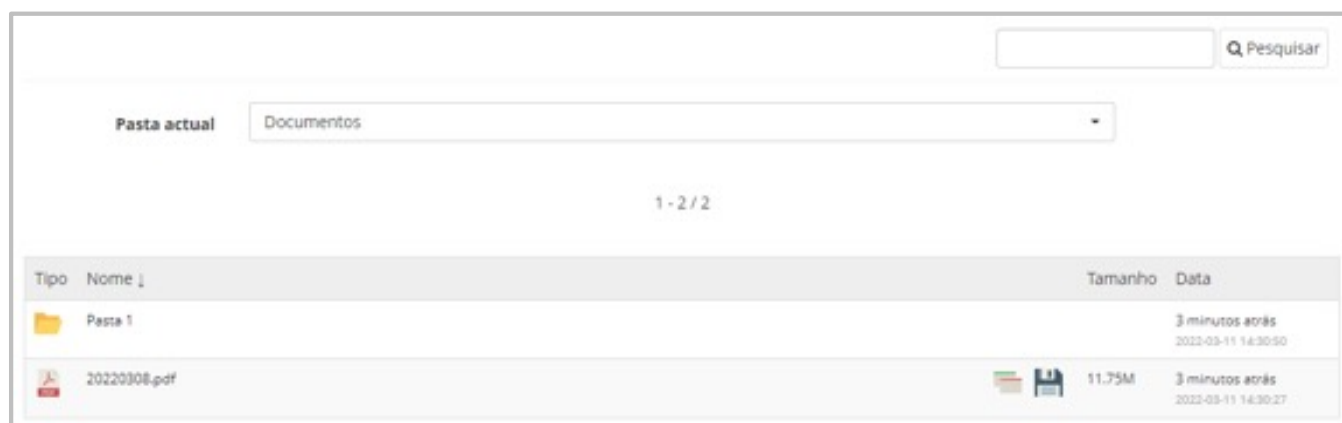 Pesquisar
Pasta actual Documentos
1 - 2 / 2
Tipo Nome ↓ Tamanho Data
Pasta 1 3 minutos atrás
2022-03-11 14:30:50
20220308.pdf 11.75M 3 minutos atrás
2022-03-11 14:30:27